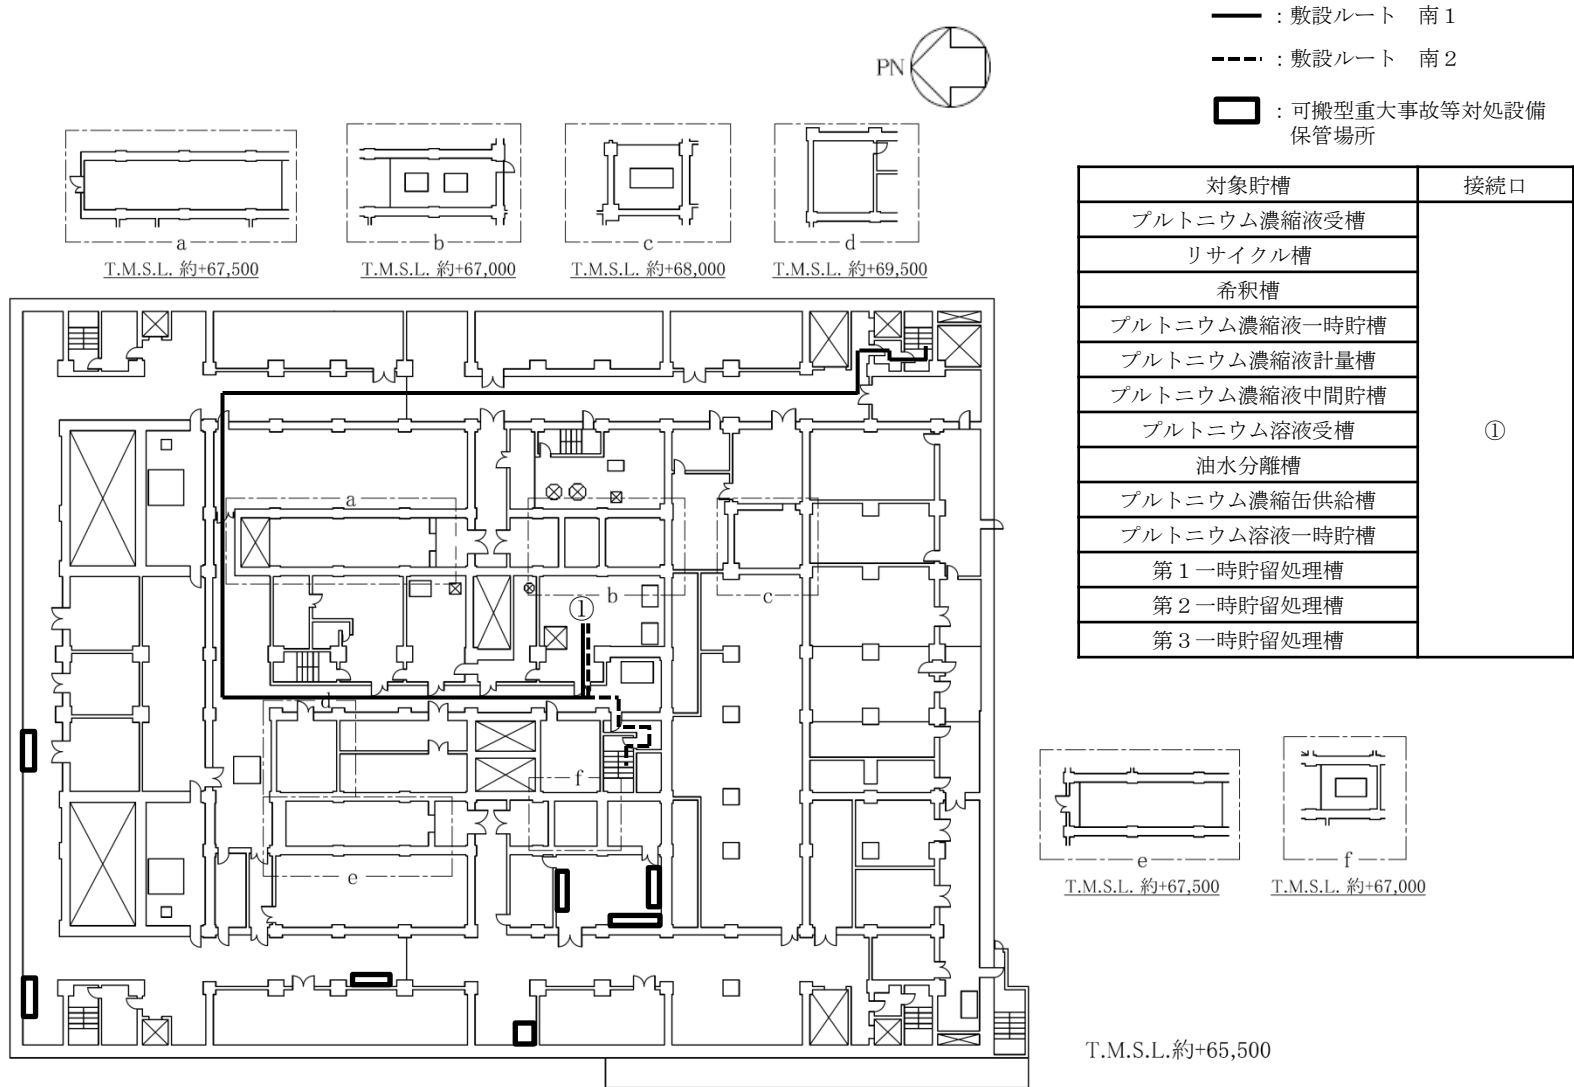 ：敷設ルート　南１
：敷設ルート　南２
：可搬型重大事故等対処設備
保管場所
PN
a
T.M.S.L. 約+67,500
b
T.M.S.L. 約+67,000
c
T.M.S.L. 約+68,000
d
T.M.S.L. 約+69,500
対象貯槽　接続口
プルトニウム濃縮液受槽
リサイクル槽
希釈槽
プルトニウム濃縮液一時貯槽
プルトニウム濃縮液計量槽
プルトニウム濃縮液中間貯槽
プルトニウム溶液受槽
①
油水分離槽
プルトニウム濃縮缶供給槽
プルトニウム溶液一時貯槽
第１一時貯留処理槽
第２一時貯留処理槽
第３一時貯留処理槽
a
b
c
①
d
e
f
e
T.M.S.L. 約+67,500
f
T.M.S.L. 約+67,000
T.M.S.L.約+65,500